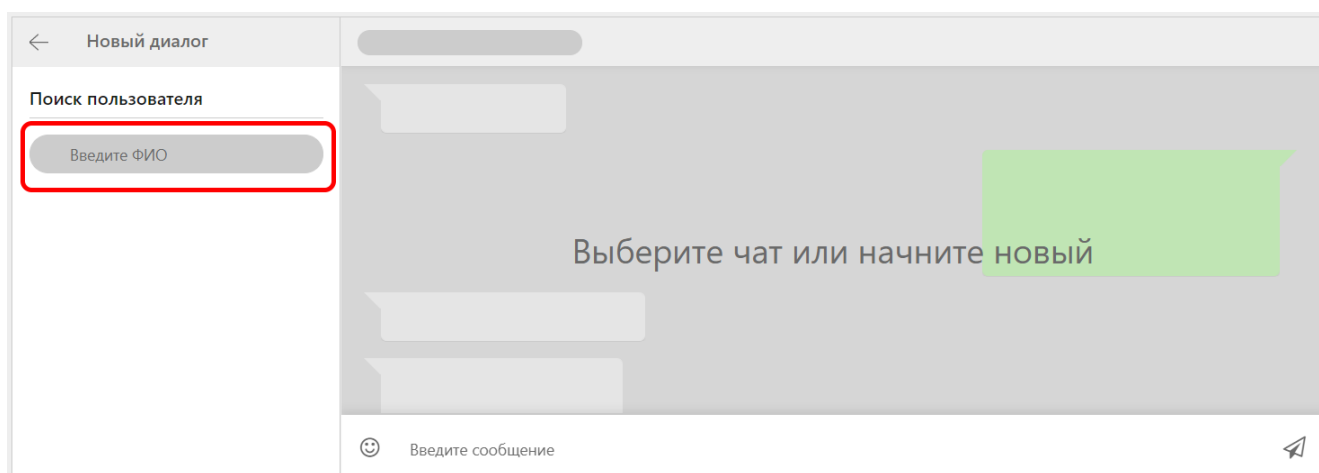 Новый диалог
Поиск пользователя
Введите ФИО
Выберите чат или начните новый
Введите сообщение